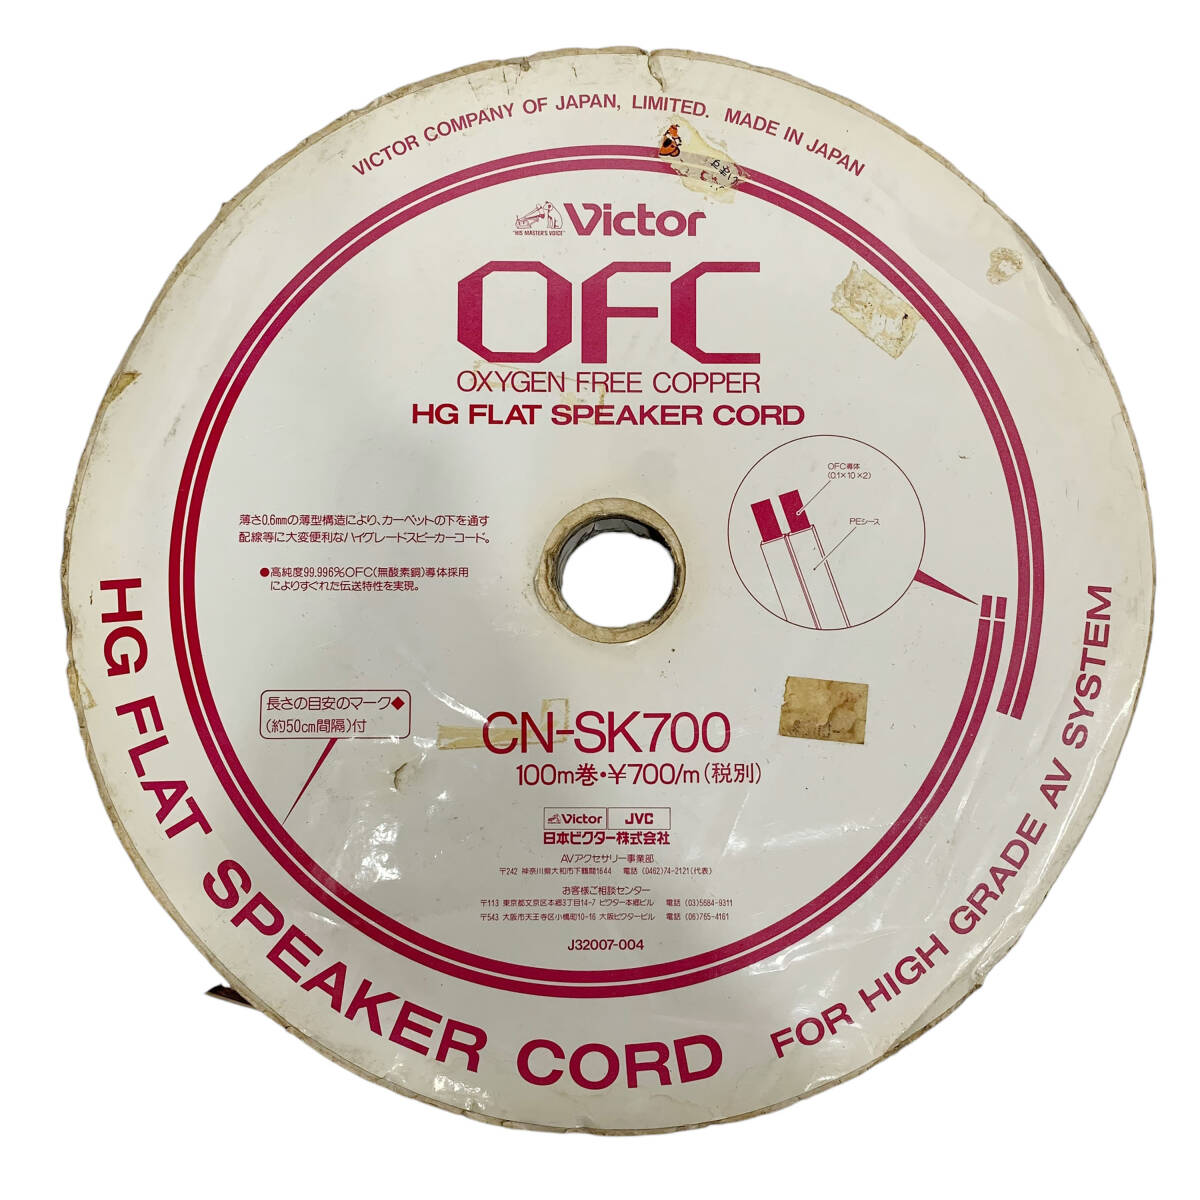 VICTOR COMPANY OF JAPAN, LIMITED. MADE IN JAPAN
"HIS MASTER'S VOICE"
Victor
OFC
OXYGEN FREE COPPER
HG FLAT SPEAKER CORD
OFC導体
(0.1×10×2)
PEシース
薄さ0.6mmの薄型構造により、カーペットの下を通す
配線等に大変便利なハイグレードスピーカーコード。
●高純度99.996%OFC(無酸素銅)導体採用
によりすぐれた伝送特性を実現。
長さの目安のマーク◆
(約50cm間隔)付
CN-SK700
100m巻・¥700/m(税別)
Victor JVC
日本ビクター株式会社
AVアクセサリー事業部
〒242 神奈川県大和市下鶴間1644 電話 (0462)74-2121(代表)
お客様ご相談センター
〒113 東京都文京区本郷3丁目14-7 ビクター本郷ビル 電話 (03)5684-9311
〒543 大阪市天王寺区小橋町10-16 大阪ビクタービル 電話 (06)765-4161
J32007-004
HG FLAT SPEAKER CORD
FOR HIGH GRADE AV SYSTEM